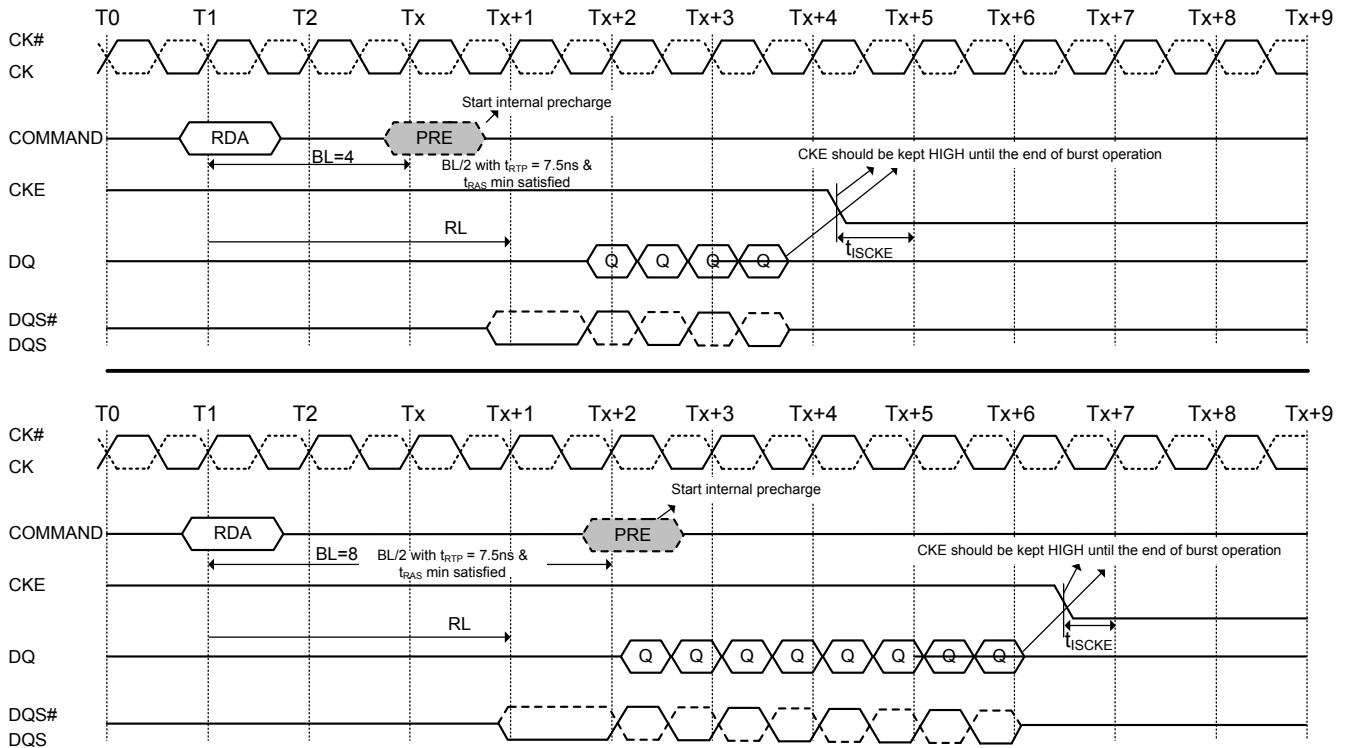 T0 T1 T2 Tx Tx+1 Tx+2 Tx+3 Tx+4 Tx+5 Tx+6 Tx+7 Tx+8 Tx+9
CK#
CK
Start internal precharge
COMMAND RDA PRE
BL=4
BL/2 with tRTP = 7.5ns &
tRAS min satisfied
CKE should be kept HIGH until the end of burst operation
CKE
RL
tISCKE
DQ Q Q Q Q
DQS#
DQS
T0 T1 T2 Tx Tx+1 Tx+2 Tx+3 Tx+4 Tx+5 Tx+6 Tx+7 Tx+8 Tx+9
CK#
CK
Start internal precharge
COMMAND RDA PRE
BL=8
BL/2 with tRTP = 7.5ns &
tRAS min satisfied
CKE should be kept HIGH until the end of burst operation
CKE
RL
tISCKE
DQ Q Q Q Q Q Q Q Q
DQS#
DQS